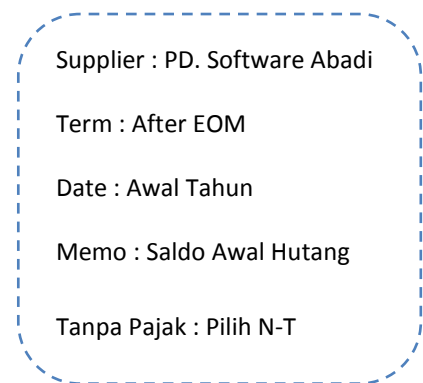 Supplier : PD. Software Abadi
Term : After EOM
Date : Awal Tahun
Memo : Saldo Awal Hutang
Tanpa Pajak : Pilih N-T